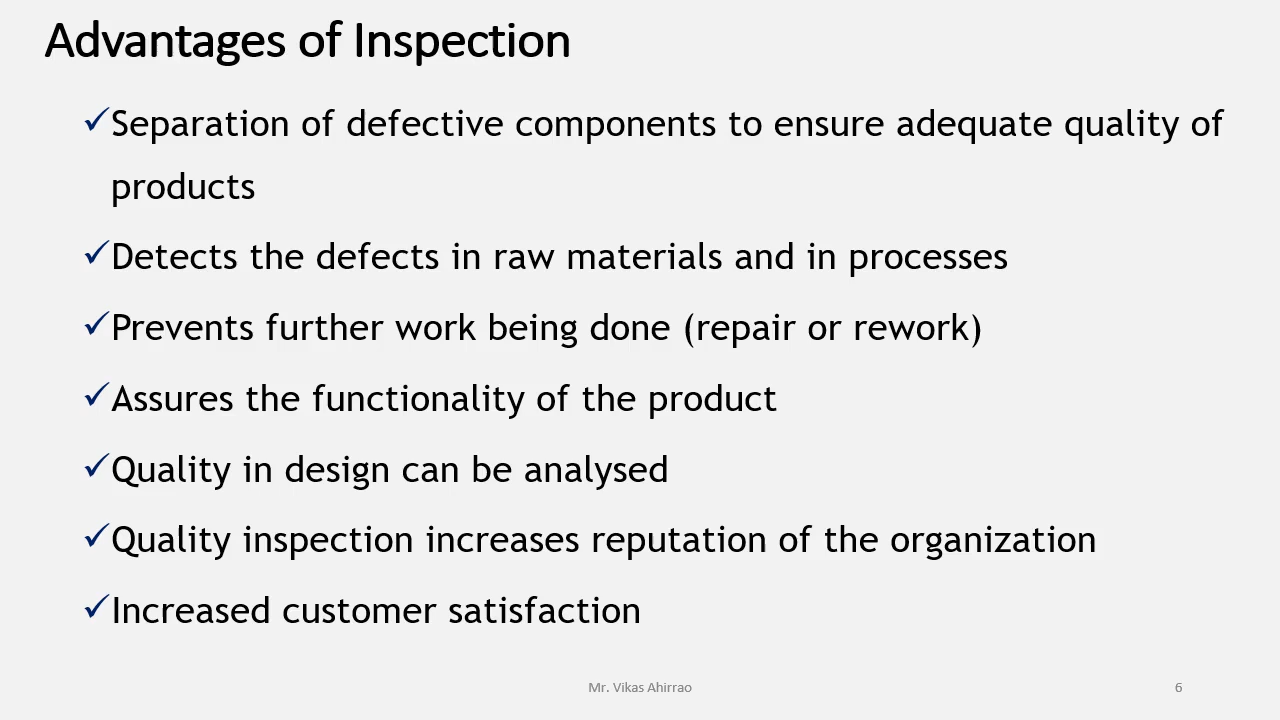 Advantages of Inspection
✓Separation of defective components to ensure adequate quality of
products
✓Detects the defects in raw materials and in processes
✓Prevents further work being done (repair or rework)
✓Assures the functionality of the product
✓Quality in design can be analysed
✓Quality inspection increases reputation of the organization
✓Increased customer satisfaction
Mr. Vikas Ahirrao
6